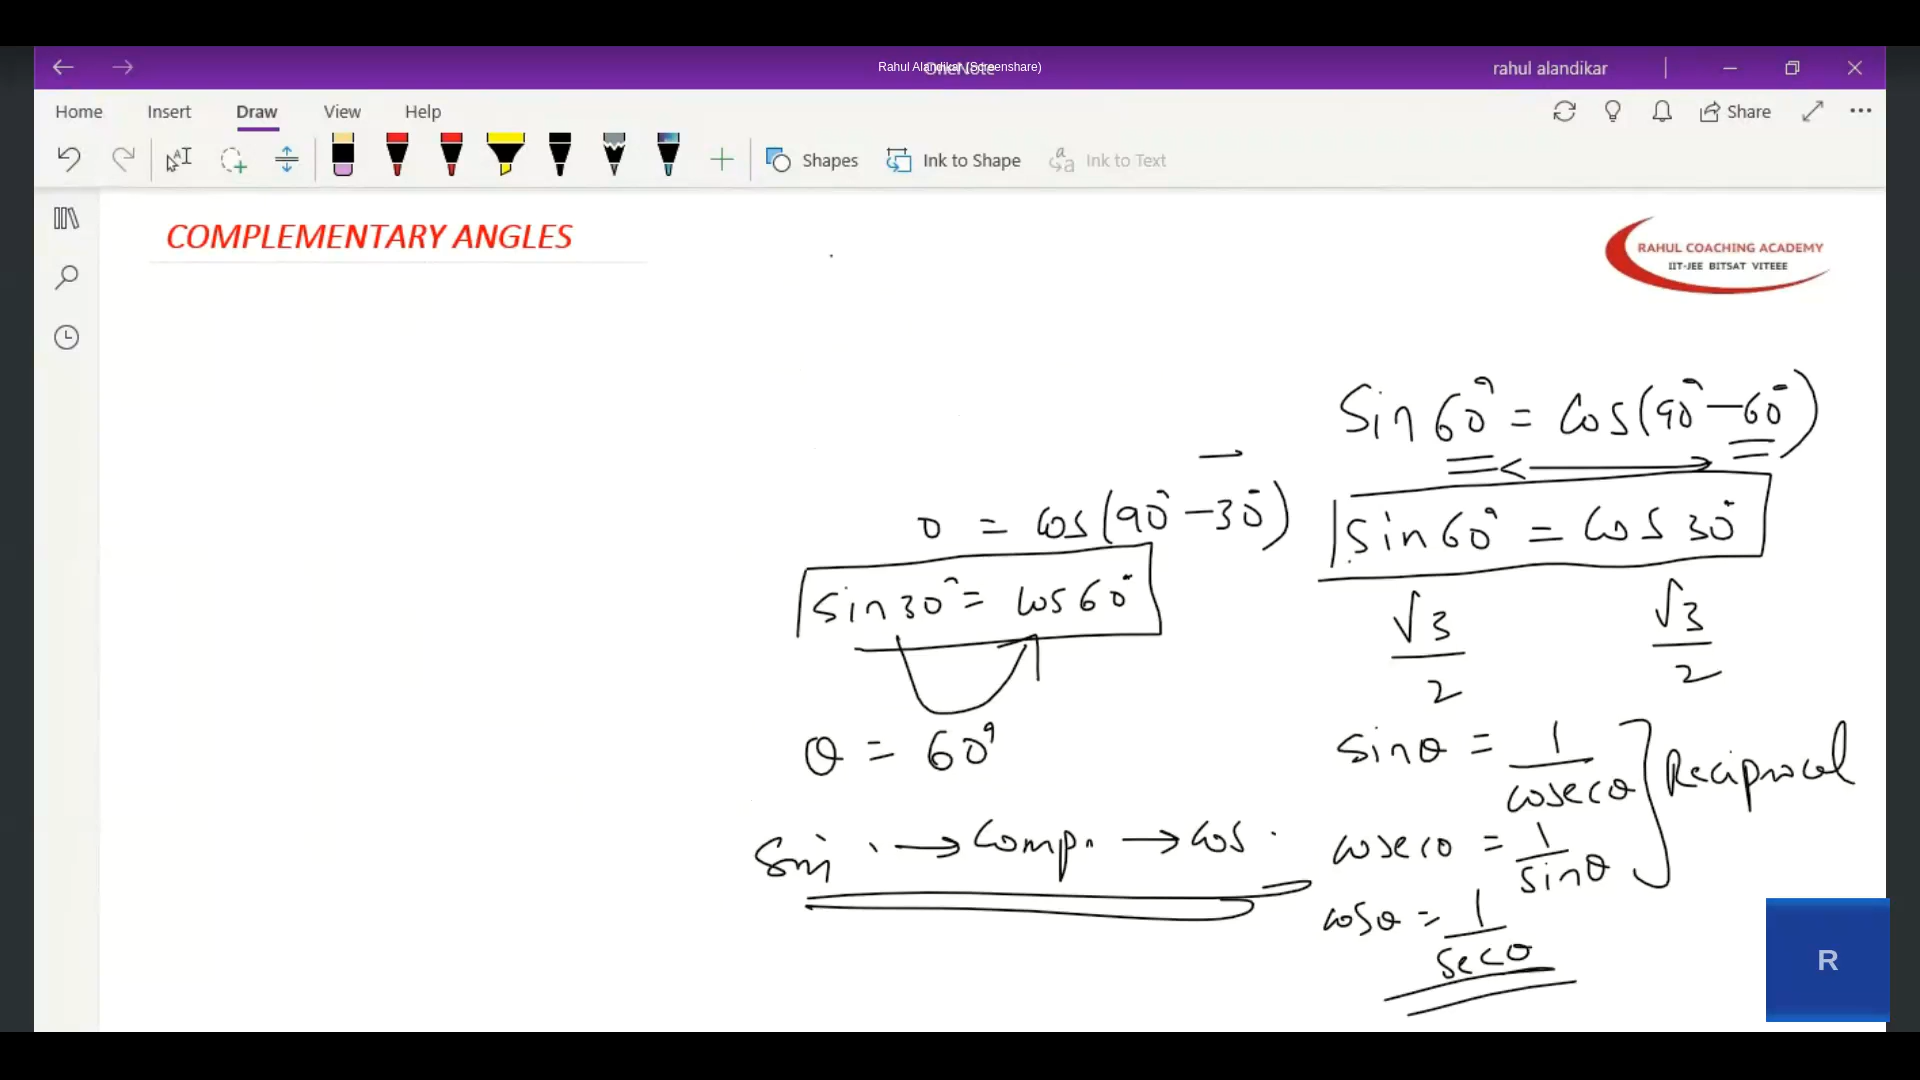 Rahul Alandikar (Screenshare)
OneNote
rahul alandikar
Home Insert Draw View Help
Share
Shapes Ink to Shape Ink to Text
COMPLEMENTARY ANGLES
RAHUL COACHING ACADEMY
IIT-JEE BITSAT VITEEE
Sin 60° = Cos(90° - 60°)
0 = cos(90° - 30°)
Sin 60° = Cos 30°
Sin 30° = Cos 60°
√3/2 √3/2
θ = 60°
Sinθ = 1/cosecθ
Reciprocal
Sin → Comp. → Cos
cosecθ = 1/sinθ
cosθ = 1/secθ
R